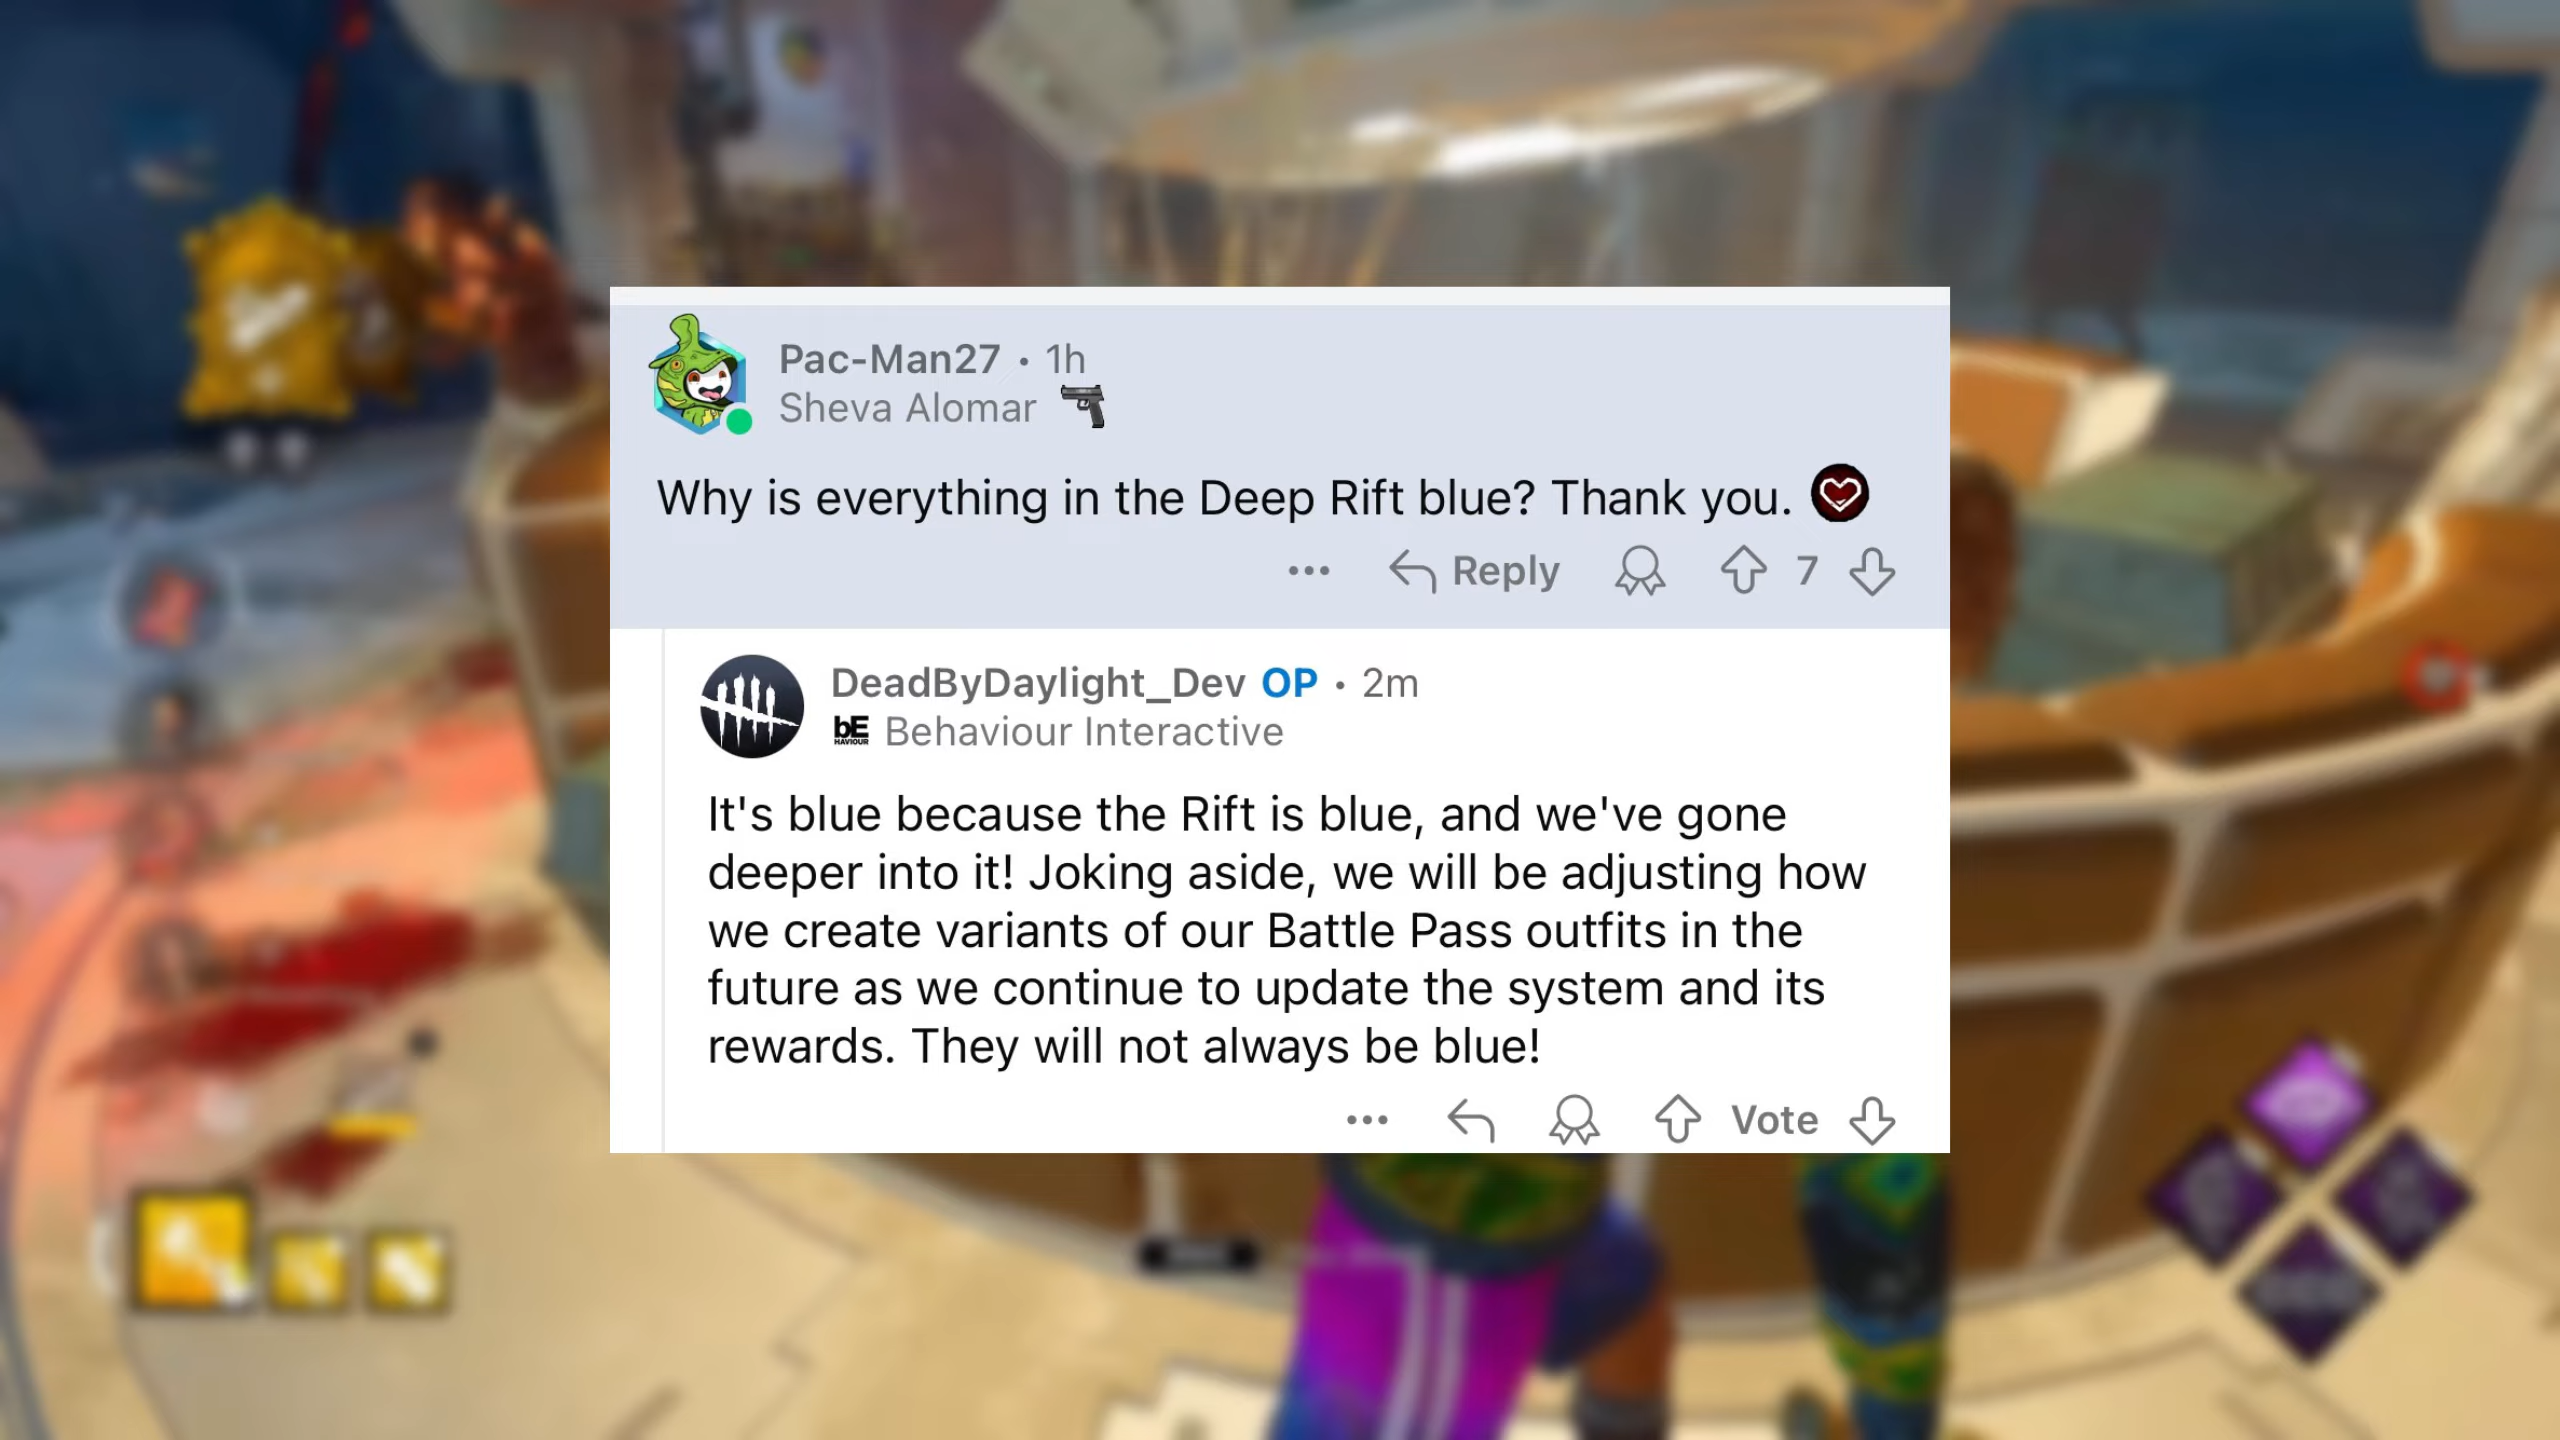 Pac-Man27 • 1h
Sheva Alomar
Why is everything in the Deep Rift blue? Thank you.
Reply 7
DeadByDaylight_Dev OP • 2m
bE HAVIOUR Behaviour Interactive
It's blue because the Rift is blue, and we've gone
deeper into it! Joking aside, we will be adjusting how
we create variants of our Battle Pass outfits in the
future as we continue to update the system and its
rewards. They will not always be blue!
Vote